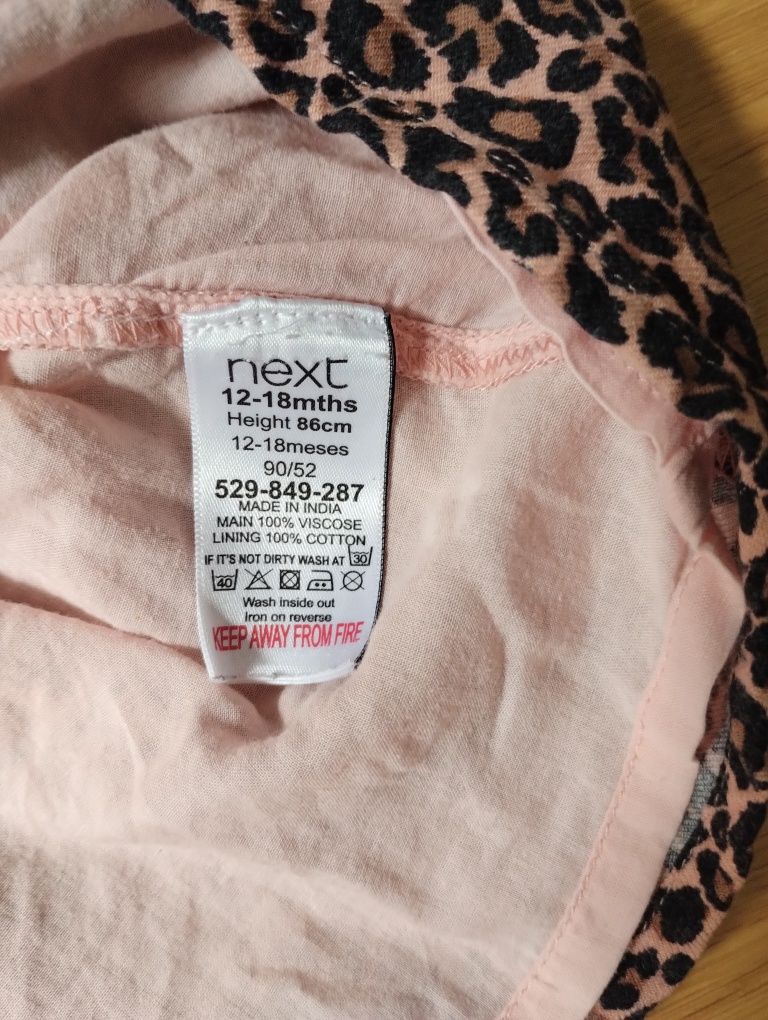 next
12-18mths
Height 86cm
12-18meses
90/52
529-849-287
MADE IN INDIA
MAIN 100% VISCOSE
LINING 100% COTTON
IF IT'S NOT DIRTY WASH AT 30
40
Wash inside out
Iron on reverse
KEEP AWAY FROM FIRE